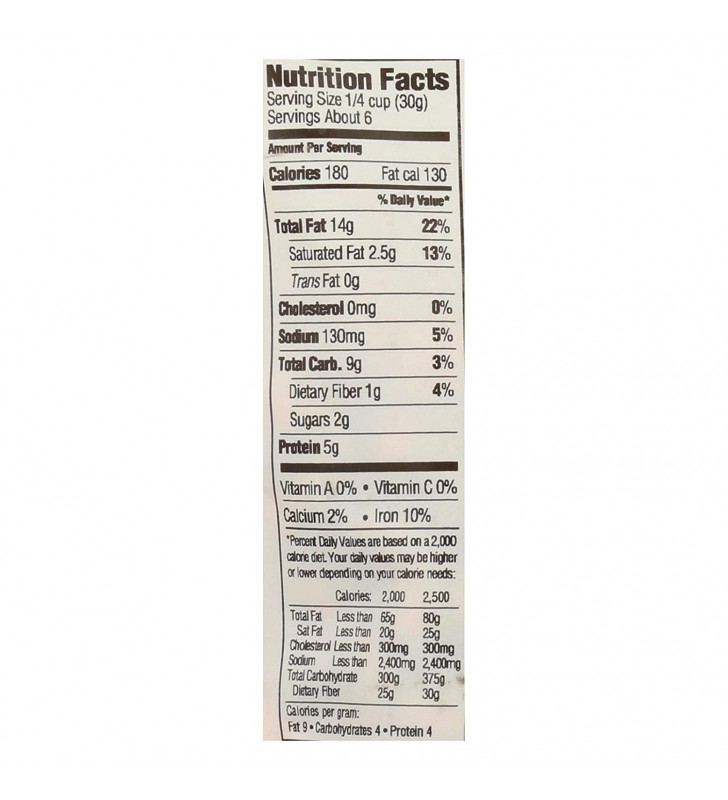 Nutrition Facts
Serving Size 1/4 cup (30g)
Servings About 6
Amount Per Serving
Calories 180 Fat cal 130
% Daily Value*
Total Fat 14g 22%
Saturated Fat 2.5g 13%
Trans Fat 0g
Cholesterol 0mg 0%
Sodium 130mg 5%
Total Carb. 9g 3%
Dietary Fiber 1g 4%
Sugars 2g
Protein 5g
Vitamin A 0% • Vitamin C 0%
Calcium 2% • Iron 10%
*Percent Daily Values are based on a 2,000
calorie diet. Your daily values may be higher
or lower depending on your calorie needs:
Calories: 2,000 2,500
Total Fat Less than 65g 80g
Sat Fat Less than 20g 25g
Cholesterol Less than 300mg 300mg
Sodium Less than 2,400mg 2,400mg
Total Carbohydrate 300g 375g
Dietary Fiber 25g 30g
Calories per gram:
Fat 9 • Carbohydrates 4 • Protein 4